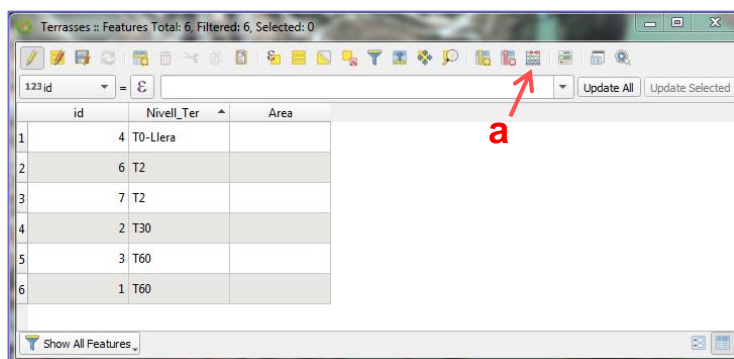 Terrasses :: Features Total: 6, Filtered: 6, Selected: 0
123 id = ε Update All Update Selected
id Nivell_Ter Area
1 4 T0-Llera
2 6 T2
3 7 T2
4 2 T30
5 3 T60
6 1 T60
a
Show All Features